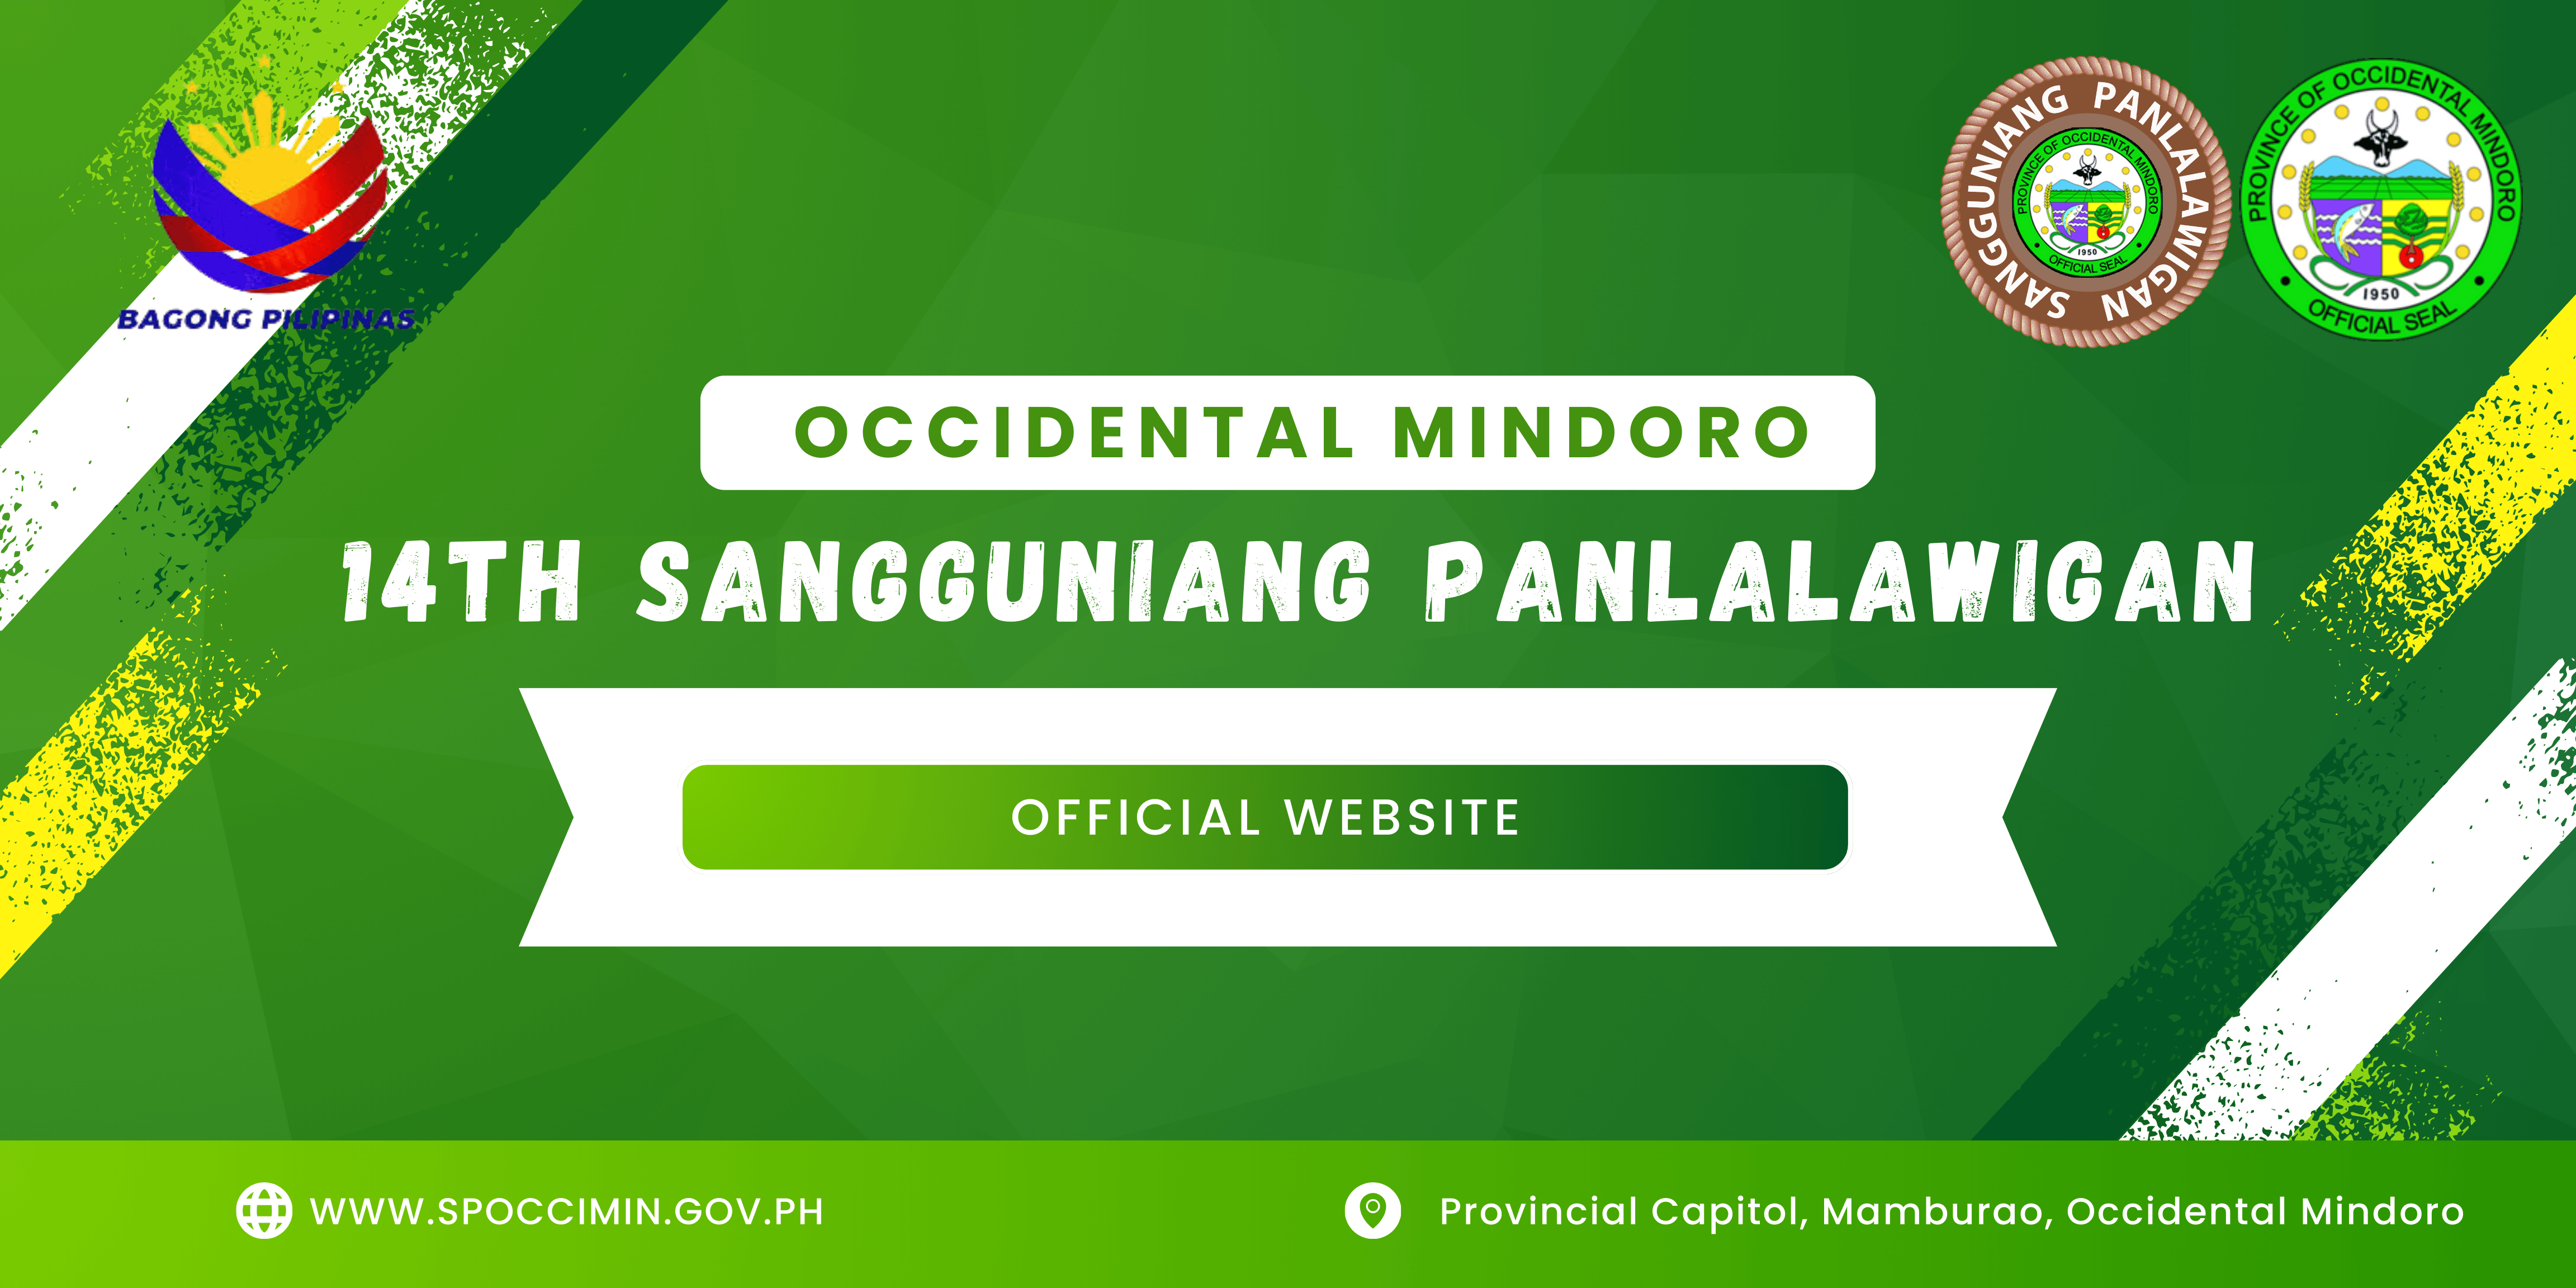 BAGONG PILIPINAS
SANGGUNIANG PANLALAWIGAN
PROVINCE OF OCCIDENTAL MINDORO
1950
OFFICIAL SEAL
PROVINCE OF OCCIDENTAL MINDORO
1950
OFFICIAL SEAL
OCCIDENTAL MINDORO
14TH SANGGUNIANG PANLALAWIGAN
OFFICIAL WEBSITE
WWW.SPOCCIMIN.GOV.PH
Provincial Capitol, Mamburao, Occidental Mindoro